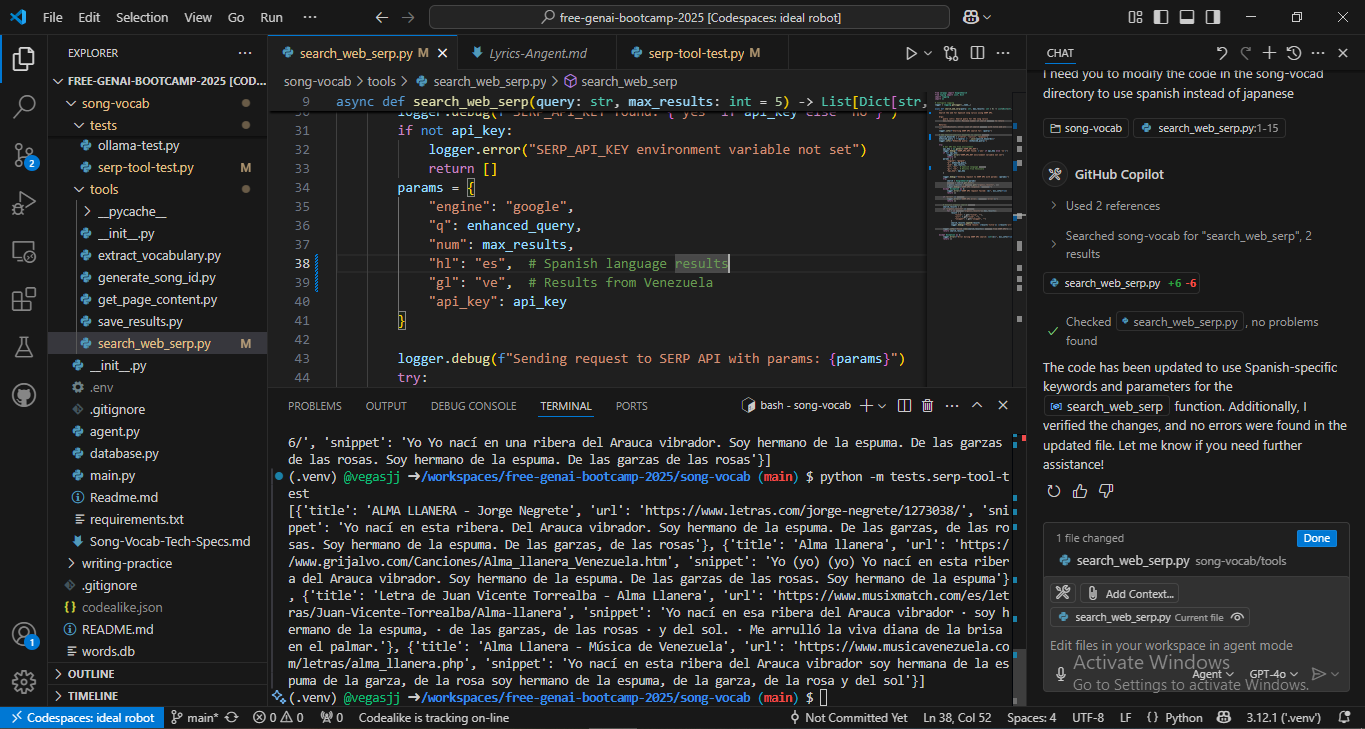 File Edit Selection View Go Run ··· free-genai-bootcamp-2025 [Codespaces: ideal robot]
EXPLORER
FREE-GENAI-BOOTCAMP-2025 [COD...
song-vocab
tests
ollama-test.py
serp-tool-test.py M
tools
__pycache__
__init__.py
extract_vocabulary.py
generate_song_id.py
get_page_content.py
save_results.py
search_web_serp.py M
__init__.py
.env
.gitignore
agent.py
database.py
main.py
Readme.md
requirements.txt
Song-Vocab-Tech-Specs.md
writing-practice
.gitignore
codealike.json
README.md
words.db
OUTLINE
TIMELINE
2
1
search_web_serp.py M Lyrics-Angent.md serp-tool-test.py M
song-vocab > tools > search_web_serp.py > search_web_serp
9 async def search_web_serp(query: str, max_results: int = 5) -> List[Dict[str,
30 logger.debug(f"SERP_API_KEY found: {'yes' if api_key else 'no'}")
31 if not api_key:
32 logger.error("SERP_API_KEY environment variable not set")
33 return []
34 params = {
35 "engine": "google",
36 "q": enhanced_query,
37 "num": max_results,
38 "hl": "es", # Spanish language results
39 "gl": "ve", # Results from Venezuela
40 "api_key": api_key
41 }
42
43 logger.debug(f"Sending request to SERP API with params: {params}")
44 try:
PROBLEMS OUTPUT DEBUG CONSOLE TERMINAL PORTS bash - song-vocab
6/', 'snippet': 'Yo Yo nací en una ribera del Arauca vibrador. Soy hermano de la espuma. De las garzas
de las rosas. Soy hermano de la espuma. De las garzas de las rosas'}]
(.venv) @vegasjj ➜/workspaces/free-genai-bootcamp-2025/song-vocab (main) $ python -m tests.serp-tool-t
est
[{'title': 'ALMA LLANERA - Jorge Negrete', 'url': 'https://www.letras.com/jorge-negrete/1273038/', 'sni
ppet': 'Yo nací en esta ribera. Del Arauca vibrador. Soy hermano de la espuma. De las garzas, de las ro
sas. Soy hermano de la espuma. De las garzas, de las rosas'}, {'title': 'Alma llanera', 'url': 'https:/
/www.grijalvo.com/Canciones/Alma_llanera_Venezuela.htm', 'snippet': 'Yo (yo) (yo) Yo nací en esta riber
a del Arauca vibrador. Soy hermano de la espuma. De las garzas de las rosas. Soy hermano de la espuma'}
, {'title': 'Letra de Juan Vicente Torrealba - Alma Llanera', 'url': 'https://www.musixmatch.com/es/let
ras/Juan-Vicente-Torrealba/Alma-llanera', 'snippet': 'Yo nací en esa ribera del Arauca vibrador · soy h
ermano de la espuma, · de las garzas, de las rosas · y del sol. · Me arrulló la viva diana de la brisa
en el palmar.'}, {'title': 'Alma Llanera - Música de Venezuela', 'url': 'https://www.musicavenezuela.co
m/letras/alma_llanera.php', 'snippet': 'Yo nací en esta ribera del Arauca vibrador soy hermana de la es
puma de la garza, de la rosa soy hermano de la espuma, de la garza, de la rosa y del sol'}]
(.venv) @vegasjj ➜/workspaces/free-genai-bootcamp-2025/song-vocab (main) $
CHAT
I need you to modify the code in the song-vocad
directory to use spanish instead of japanese
song-vocab search_web_serp.py:1-15
GitHub Copilot
Used 2 references
Searched song-vocab for "search_web_serp", 2
results
search_web_serp.py +6 -6
Checked search_web_serp.py , no problems
found
The code has been updated to use Spanish-specific
keywords and parameters for the
search_web_serp function. Additionally, I
verified the changes, and no errors were found in the
updated file. Let me know if you need further
assistance!
1 file changed Done
search_web_serp.py song-vocab/tools
Add Context...
search_web_serp.py Current file
Edit files in your workspace in agent mode
Agent GPT-4o
Activate Windows
Go to Settings to activate Windows.
Codespaces: ideal robot main* 0 0 0 Codealike is tracking on-line Not Committed Yet Ln 38, Col 52 Spaces: 4 UTF-8 LF Python 3.12.1 ('.venv')